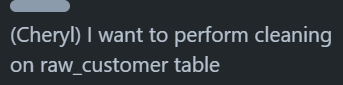 (Cheryl) I want to perform cleaning
on raw_customer table